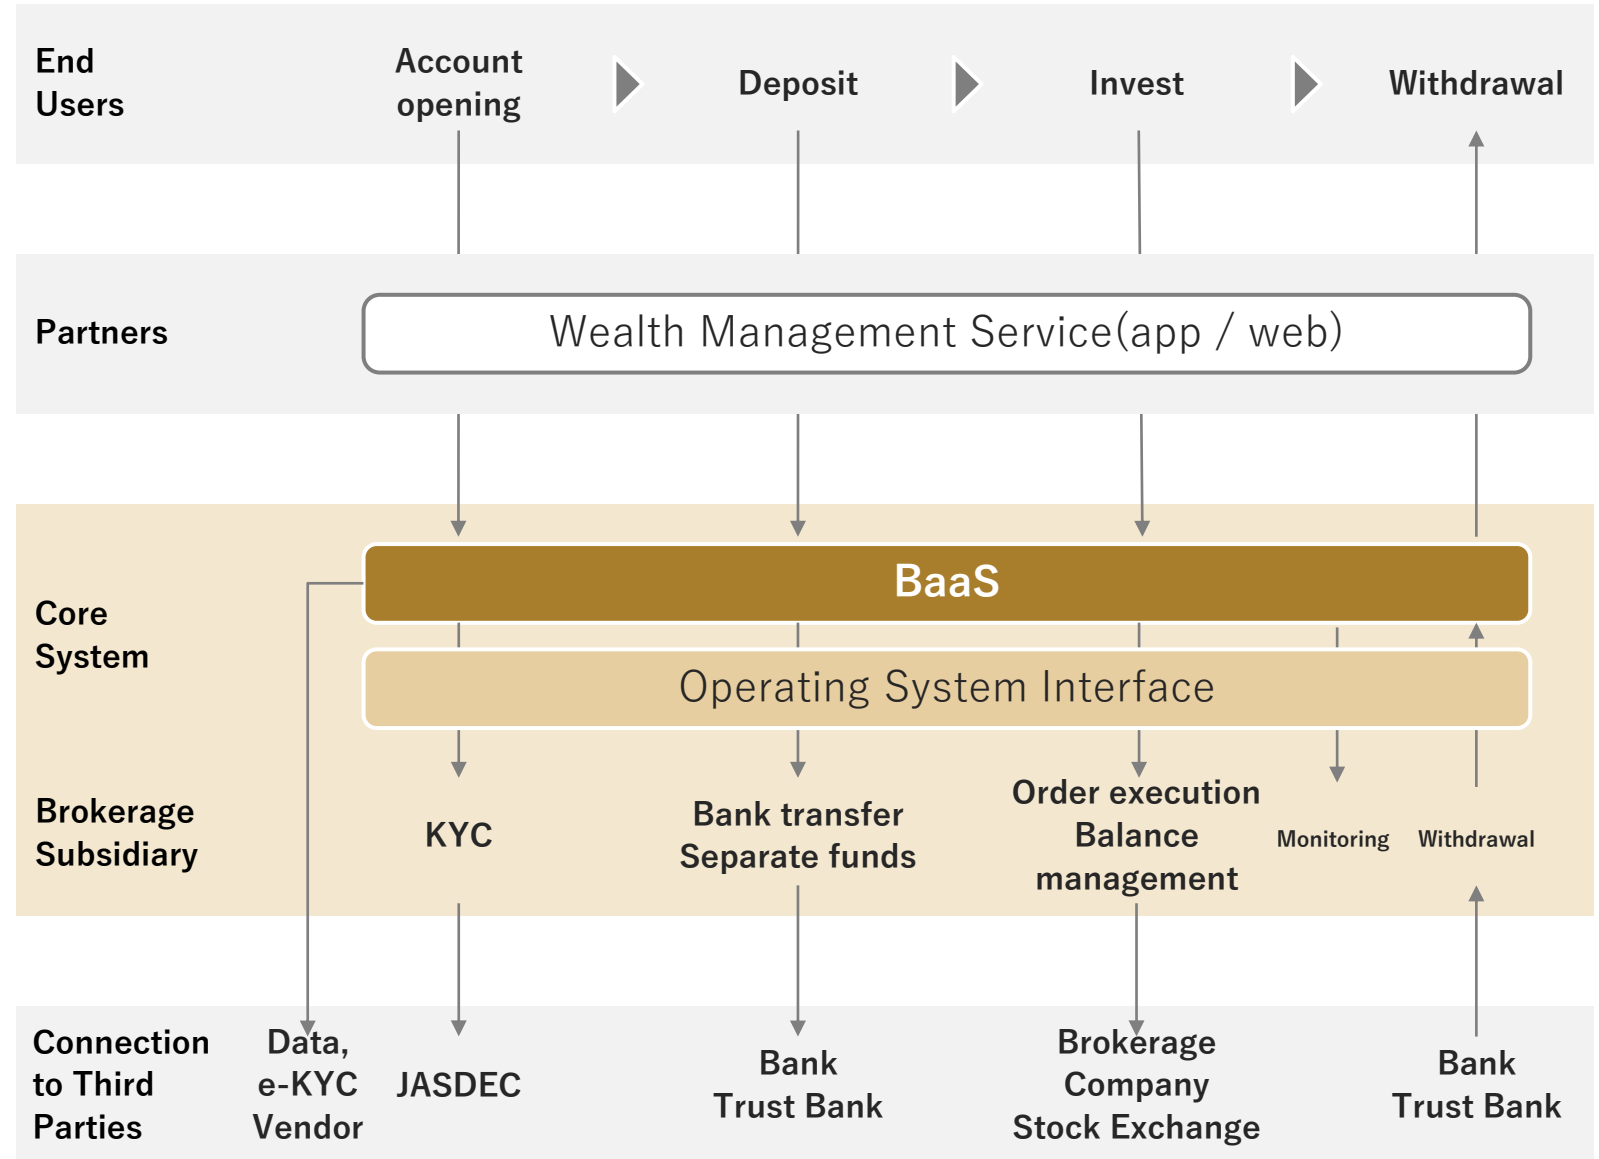 End
Users
Account
opening
Deposit
Invest
Withdrawal
Partners
Wealth Management Service(app / web)
Core
System
BaaS
Operating System Interface
Brokerage
Subsidiary
KYC
Bank transfer
Separate funds
Order execution
Balance
management
Monitoring
Withdrawal
Connection
to Third
Parties
Data,
e-KYC
Vendor
JASDEC
Bank
Trust Bank
Brokerage
Company
Stock Exchange
Bank
Trust Bank